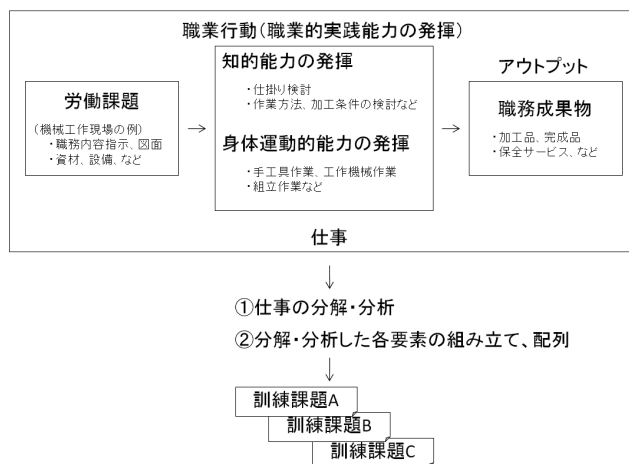 職業行動(職業的実践能力の発揮)
労働課題
(機械工作現場の例)
・職務内容指示、図面
・資材、設備、など
知的能力の発揮
・仕掛り検討
・作業方法、加工条件の検討など
身体運動的能力の発揮
・手工具作業、工作機械作業
・組立作業など
アウトプット
職務成果物
・加工品、完成品
・保全サービス、など
仕事
①仕事の分解・分析
②分解・分析した各要素の組み立て、配列
訓練課題A
訓練課題B
訓練課題C